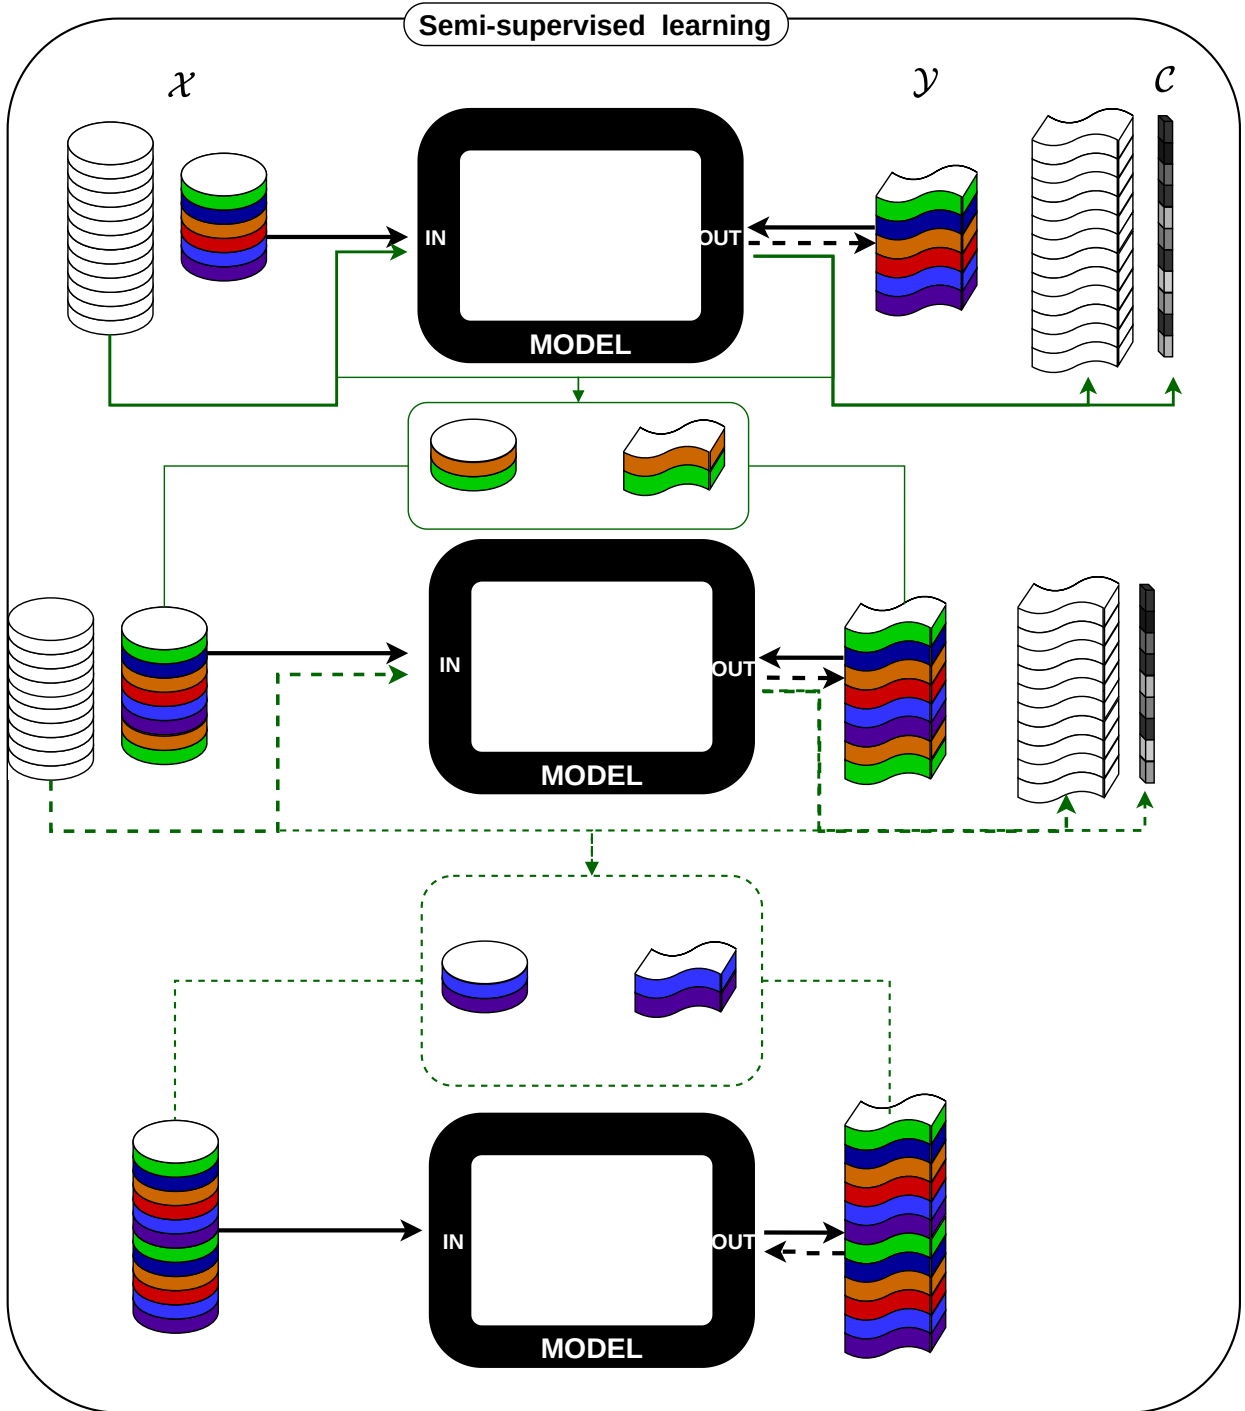 Semi-supervised learning
𝒳
𝒴
𝒞
IN
OUT
MODEL
IN
OUT
MODEL
IN
OUT
MODEL